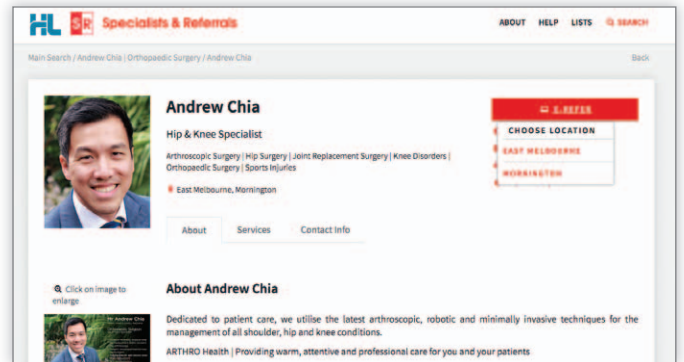 HL SR Specialists & Referrals
ABOUT HELP LISTS SEARCH
Main Search / Andrew Chia | Orthopaedic Surgery / Andrew Chia
Back
Andrew Chia
Hip & Knee Specialist
Arthroscopic Surgery | Hip Surgery | Joint Replacement Surgery | Knee Disorders |
Orthopaedic Surgery | Sports Injuries
East Melbourne, Mornington
E-REFER
CHOOSE LOCATION
EAST MELBOURNE
MORNINGTON
About Services Contact Info
Click on image to
enlarge
Mr Andrew Chia
About Andrew Chia
Dedicated to patient care, we utilise the latest arthroscopic, robotic and minimally invasive techniques for the
management of all shoulder, hip and knee conditions.
ARTHRO Health | Providing warm, attentive and professional care for you and your patients